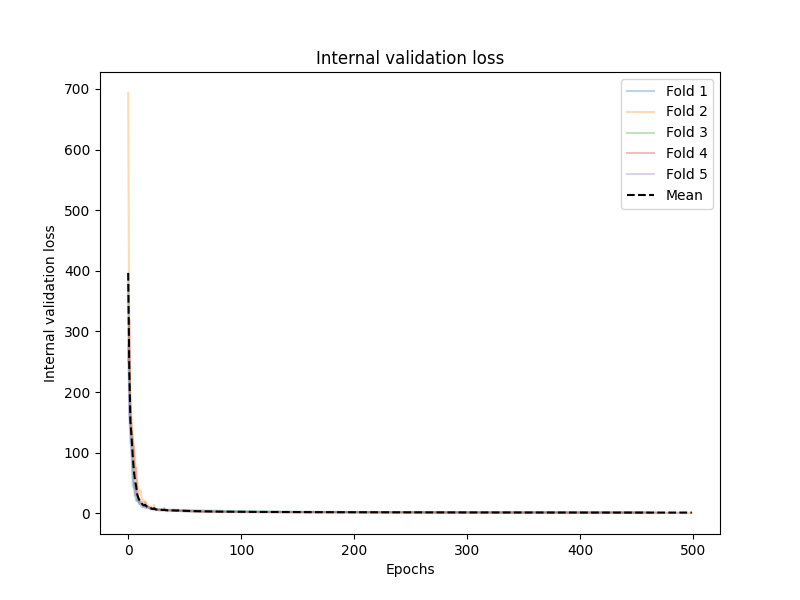 Internal validation loss
700
600
500
400
300
200
100
0
Internal validation loss
0
100
200
300
400
500
Epochs
Fold 1
Fold 2
Fold 3
Fold 4
Fold 5
Mean